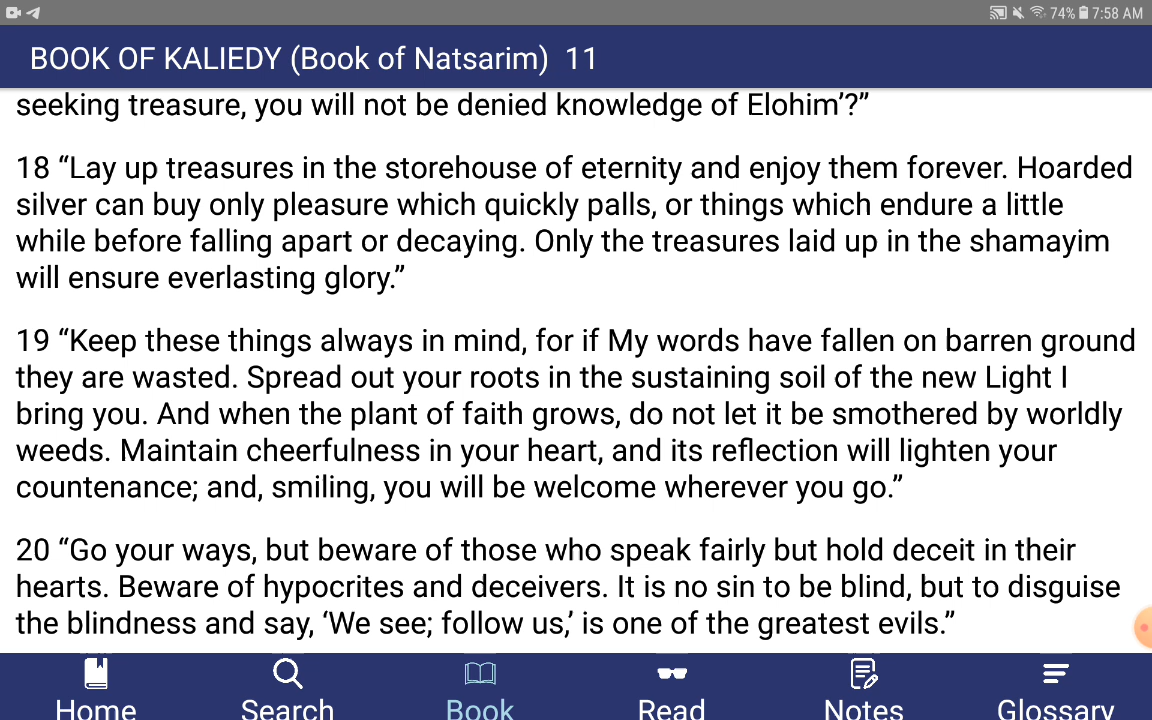 74% 7:58 AM
BOOK OF KALIEDY (Book of Natsarim) 11
seeking treasure, you will not be denied knowledge of Elohim’?”
18 “Lay up treasures in the storehouse of eternity and enjoy them forever. Hoarded
silver can buy only pleasure which quickly palls, or things which endure a little
while before falling apart or decaying. Only the treasures laid up in the shamayim
will ensure everlasting glory.”
19 “Keep these things always in mind, for if My words have fallen on barren ground
they are wasted. Spread out your roots in the sustaining soil of the new Light I
bring you. And when the plant of faith grows, do not let it be smothered by worldly
weeds. Maintain cheerfulness in your heart, and its reflection will lighten your
countenance; and, smiling, you will be welcome wherever you go.”
20 “Go your ways, but beware of those who speak fairly but hold deceit in their
hearts. Beware of hypocrites and deceivers. It is no sin to be blind, but to disguise
the blindness and say, ‘We see; follow us,’ is one of the greatest evils.”
Home Search Book Read Notes Glossary